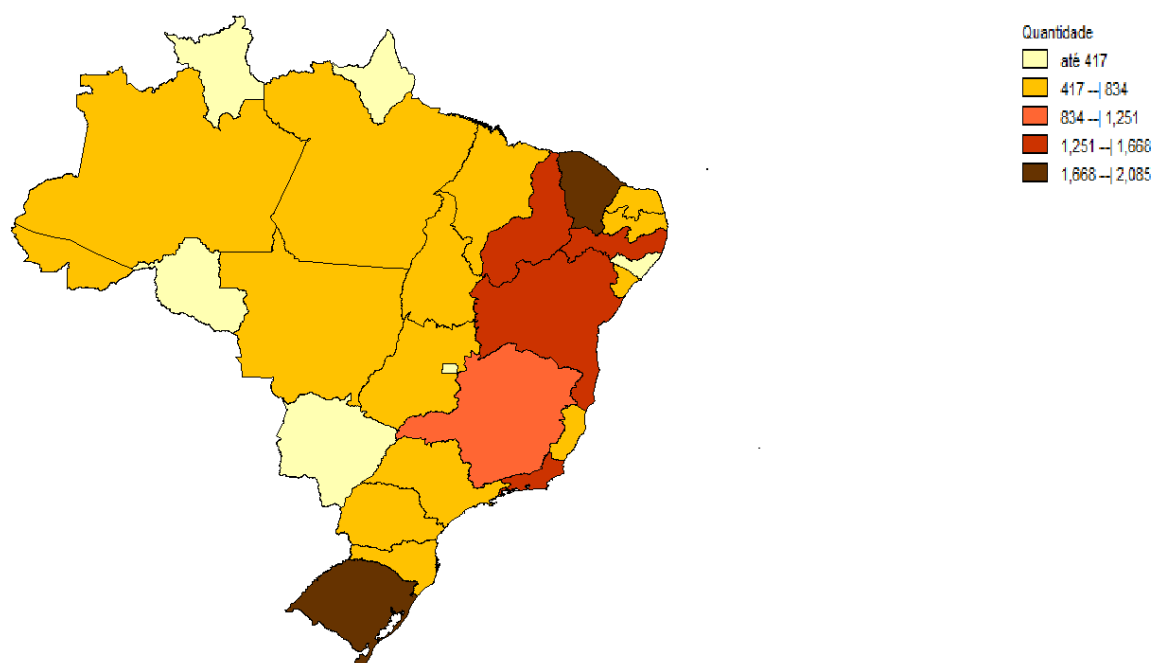 Quantidade
até 417
417 --| 834
834 --| 1,251
1,251 --| 1,668
1,668 --| 2,085